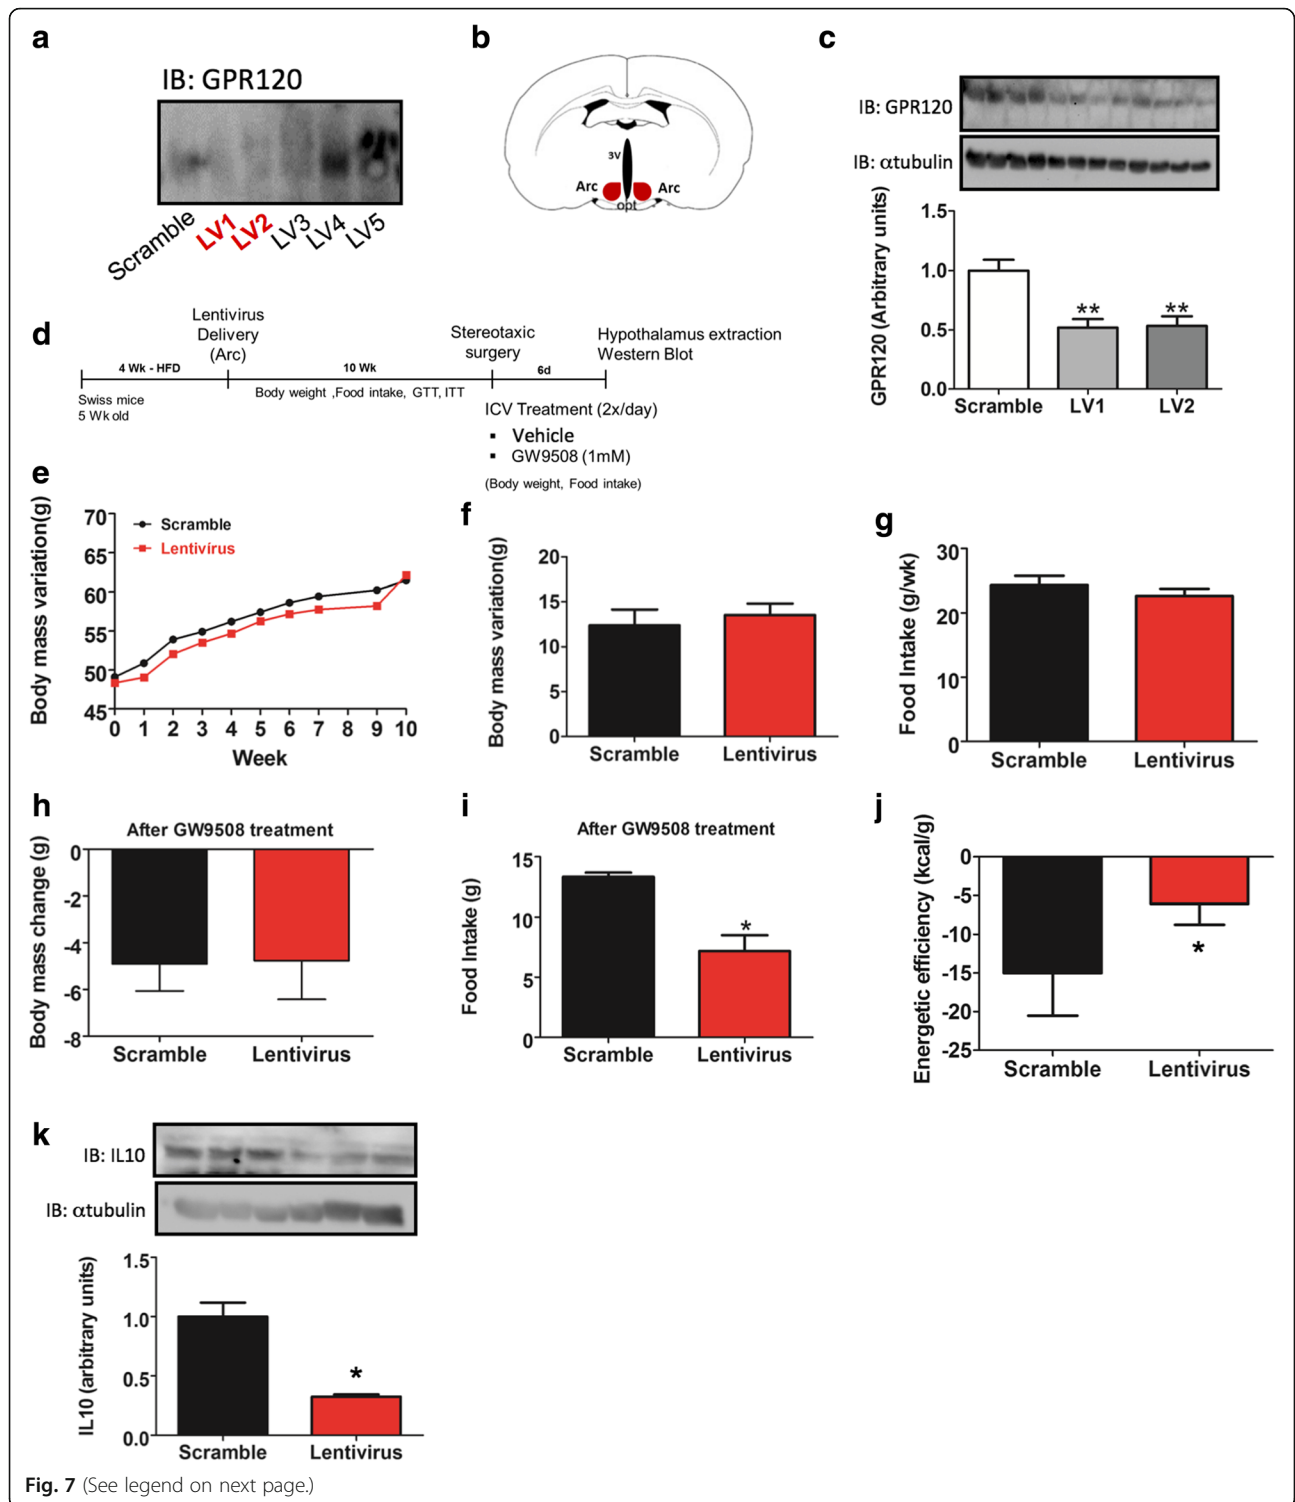 a
IB: GPR120
Scramble LV1 LV2 LV3 LV4 LV5
b
3V
Arc Arc
opt
c
IB: GPR120
IB: αtubulin
GPR120 (Arbitrary units)
1.5
1.0
0.5
0.0
** **
Scramble LV1 LV2
d
Lentivirus
Delivery
(Arc)
Stereotaxic
surgery
Hypothalamus extraction
Western Blot
4 Wk - HFD 10 Wk 6d
Swiss mice
5 Wk old
Body weight ,Food intake, GTT, ITT
ICV Treatment (2x/day)
▪ Vehicle
▪ GW9508 (1mM)
(Body weight, Food intake)
e
Body mass variation(g)
70
65
60
55
50
45
Scramble
Lentivírus
0 1 2 3 4 5 6 7 8 9 10
Week
f
Body mass variation(g)
20
15
10
5
0
Scramble Lentivirus
g
Food Intake (g/wk)
30
20
10
0
Scramble Lentivirus
h
After GW9508 treatment
Body mass change (g)
0
-2
-4
-6
-8
Scramble Lentivirus
i
After GW9508 treatment
Food Intake (g)
15
10
5
0
*
Scramble Lentivirus
j
Energetic efficiency (kcal/g)
0
-5
-10
-15
-20
-25
*
Scramble Lentivirus
k
IB: IL10
IB: αtubulin
IL10 (arbitrary units)
1.5
1.0
0.5
0.0
*
Scramble Lentivirus
Fig. 7 (See legend on next page.)